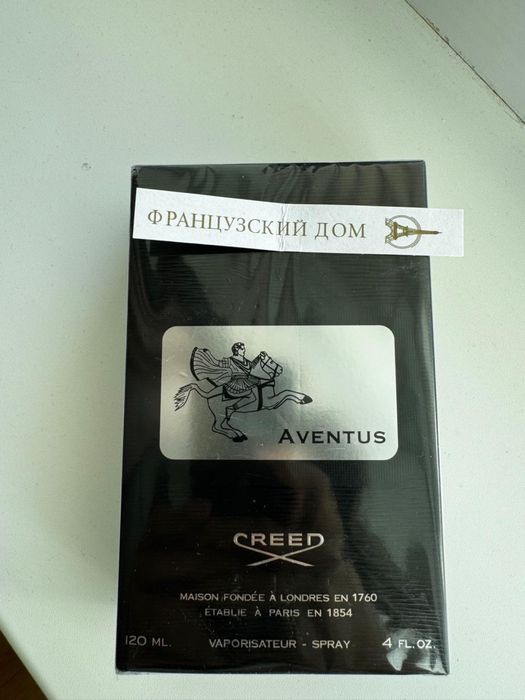 ФРАНЦУЗСКИЙ ДОМ
AVENTUS
CREED
MAISON FONDÉE À LONDRES EN 1760
ÉTABLIE À PARIS EN 1854
120 ML. VAPORISATEUR - SPRAY 4 FL.OZ.